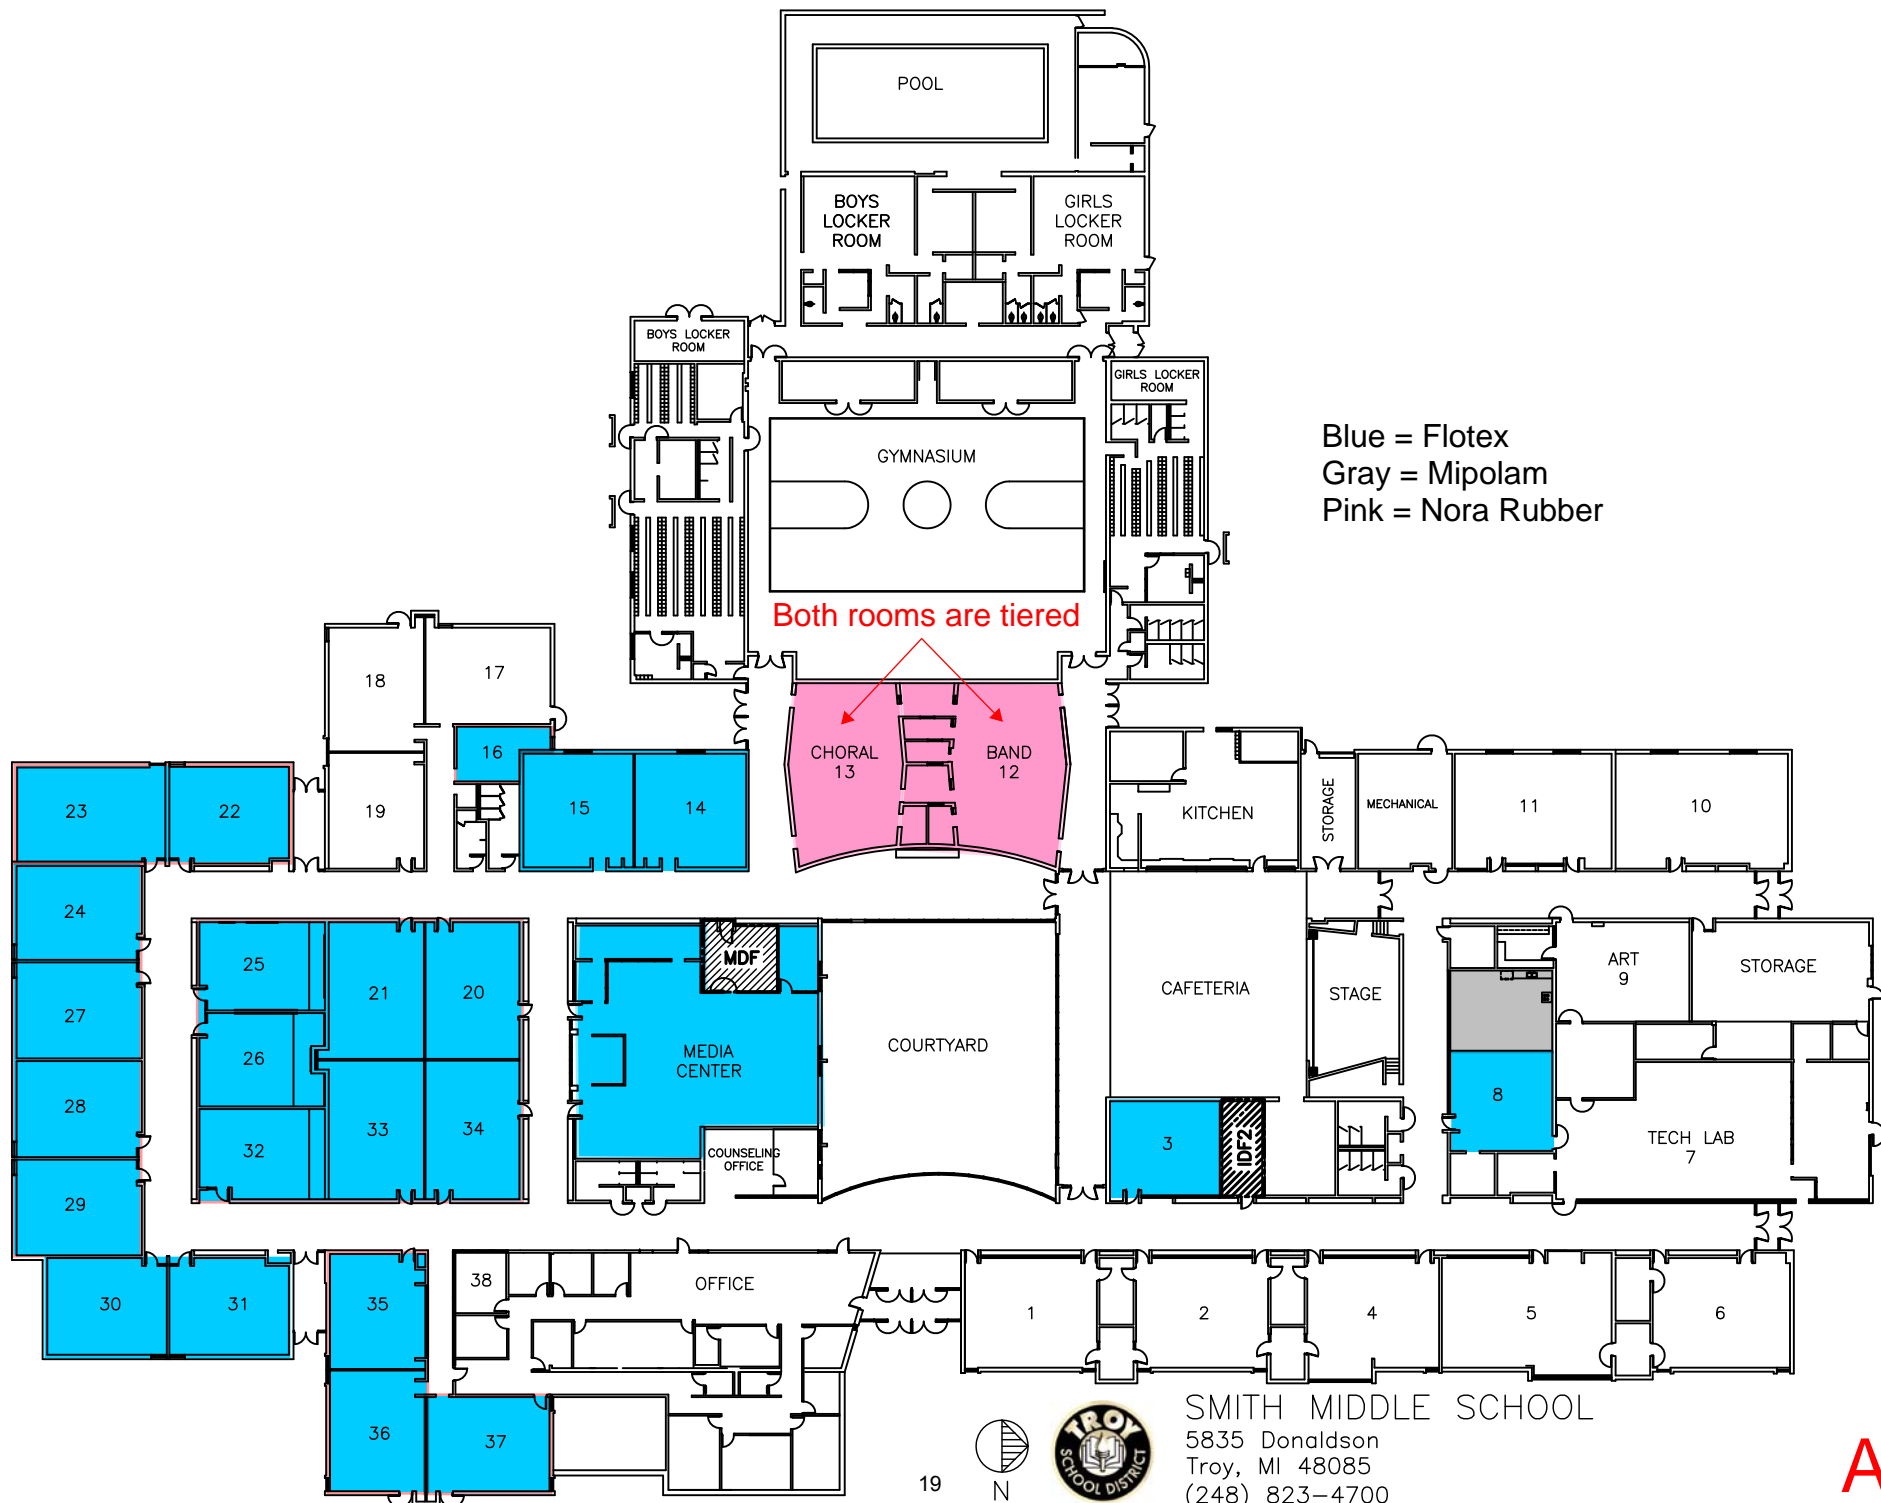 POOL
BOYS
LOCKER
ROOM
GIRLS
LOCKER
ROOM
BOYS LOCKER
ROOM
GIRLS LOCKER
ROOM
GYMNASIUM
Blue = Flotex
Gray = Mipolam
Pink = Nora Rubber
Both rooms are tiered
18
17
16
CHORAL
13
BAND
12
23
22
19
15
14
KITCHEN
STORAGE
MECHANICAL
11
10
24
25
21
20
MDF
CAFETERIA
STAGE
ART
9
STORAGE
27
26
MEDIA
CENTER
COURTYARD
28
33
34
32
COUNSELING
OFFICE
3
IDF2
8
TECH LAB
7
29
30
31
35
38
OFFICE
1
2
4
5
6
36
37
19
N
TROY
SCHOOL DISTRICT
SMITH MIDDLE SCHOOL
5835 Donaldson
Troy, MI 48085
(248) 823-4700
A